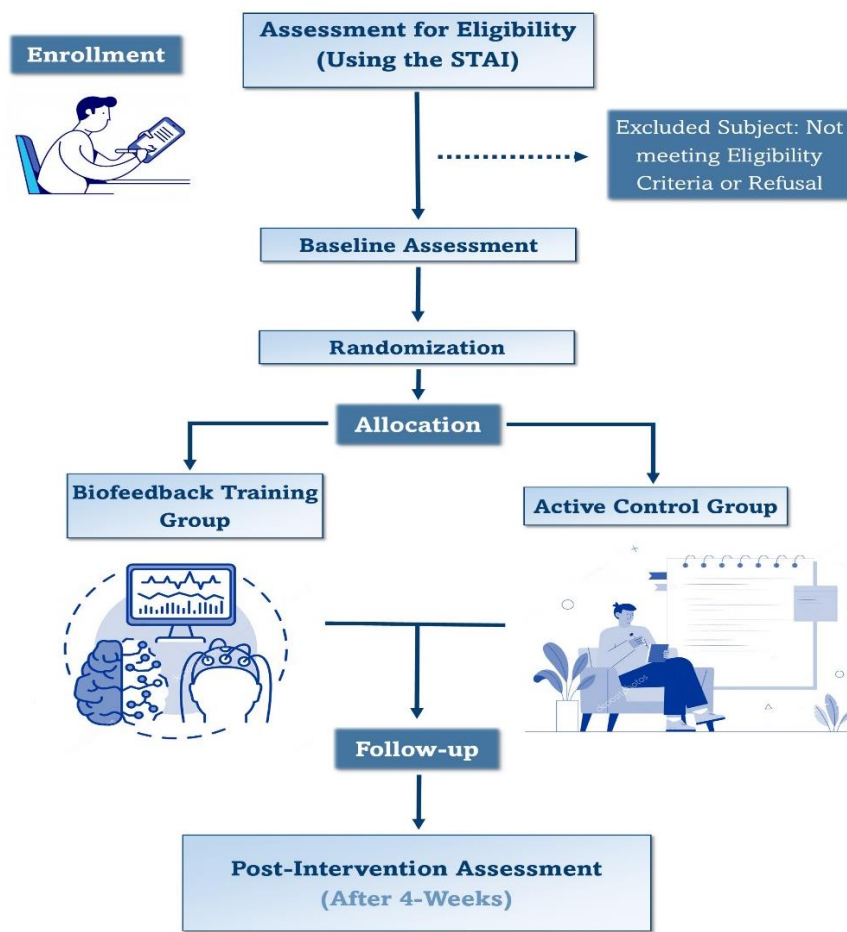 Assessment for Eligibility
(Using the STAI)
Enrollment
Excluded Subject: Not
meeting Eligibility
Criteria or Refusal
Baseline Assessment
Randomization
Allocation
Biofeedback Training
Group
Active Control Group
depositphotos
Follow-up
Post-Intervention Assessment
(After 4-Weeks)